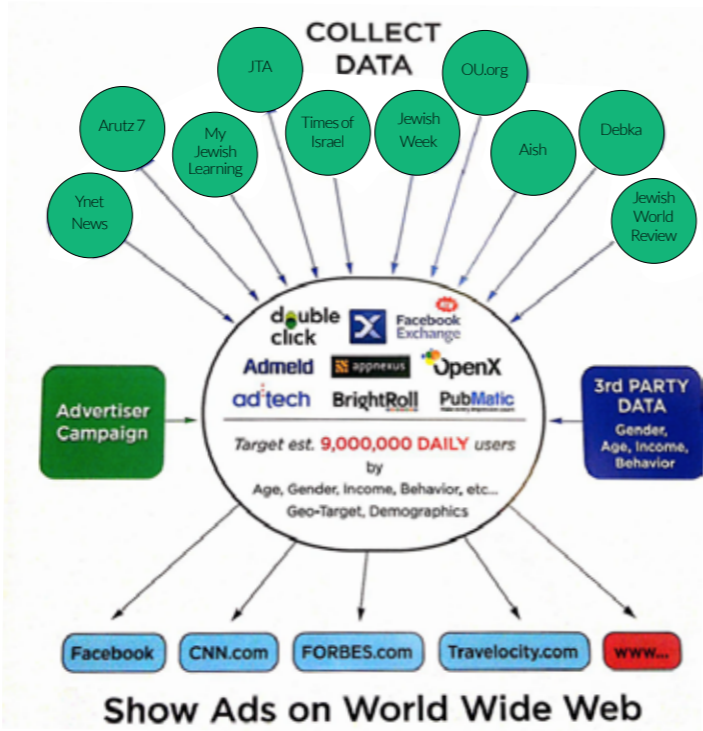 COLLECT
DATA
JTA
OU.org
Arutz 7
My
Jewish
Learning
Times of
Israel
Jewish
Week
Aish
Debka
Ynet
News
Jewish
World
Review
double
click
Facebook
Exchange
Admeld
appnexus
OpenX
ad tech
BrightRoll
PubMatic
Target est. 9,000,000 DAILY users
by
Age, Gender, Income, Behavior, etc...
Geo-Target, Demographics
Advertiser
Campaign
3rd PARTY
DATA
Gender,
Age, Income,
Behavior
Facebook
CNN.com
FORBES.com
Travelocity.com
www...
Show Ads on World Wide Web